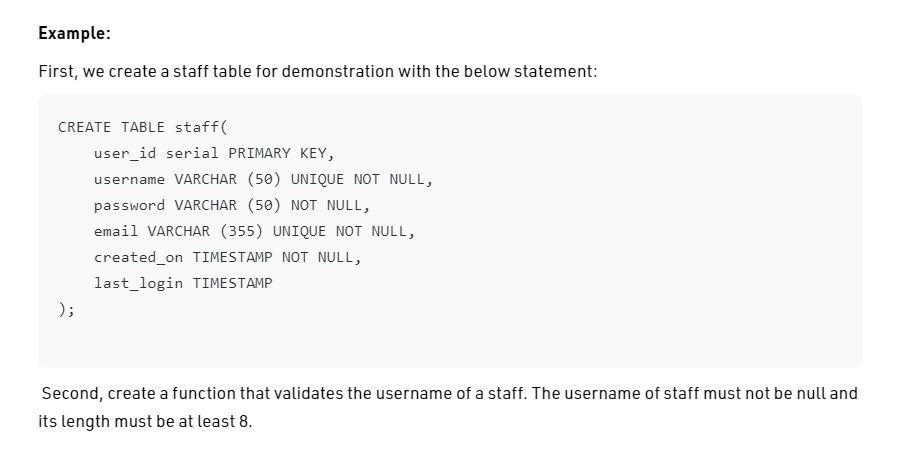 Example:
First, we create a staff table for demonstration with the below statement:
CREATE TABLE staff(
    user_id serial PRIMARY KEY,
    username VARCHAR (50) UNIQUE NOT NULL,
    password VARCHAR (50) NOT NULL,
    email VARCHAR (355) UNIQUE NOT NULL,
    created_on TIMESTAMP NOT NULL,
    last_login TIMESTAMP
);
Second, create a function that validates the username of a staff. The username of staff must not be null and
its length must be at least 8.